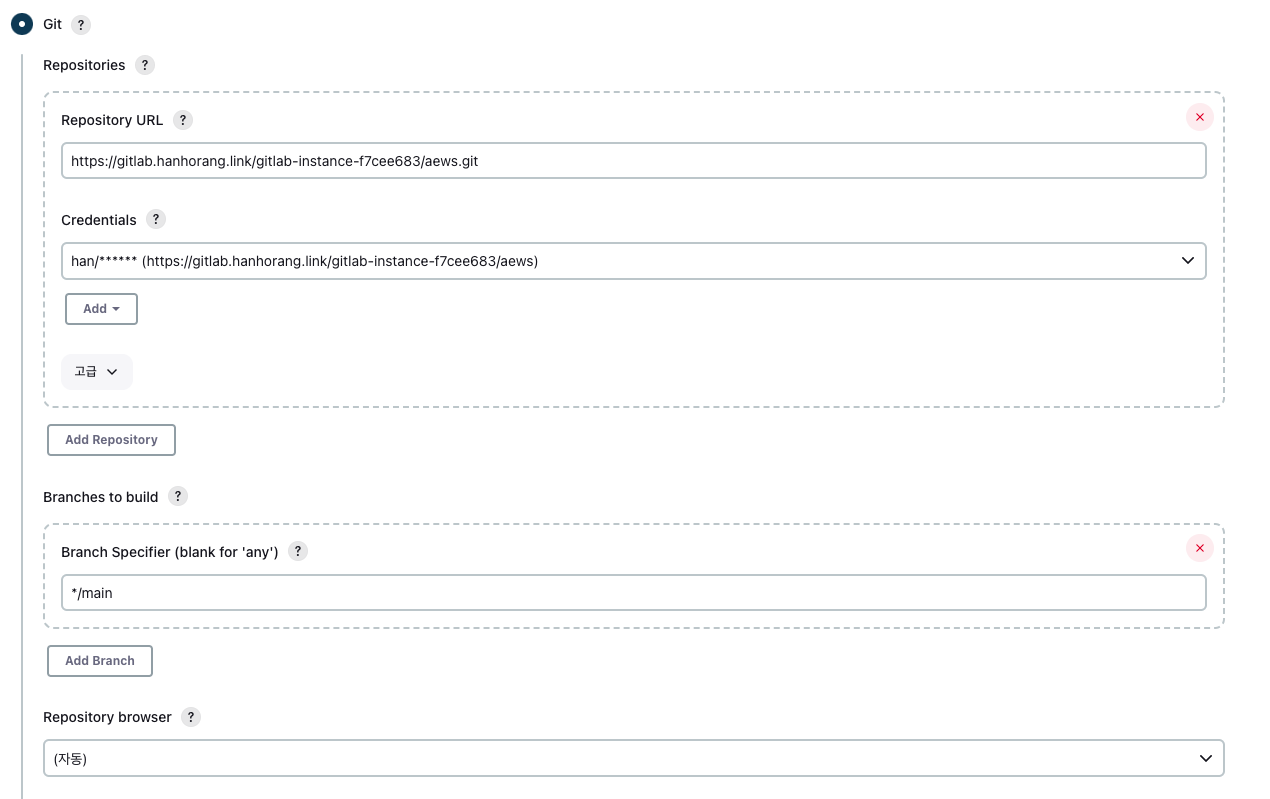 Git ?
Repositories ?
Repository URL ?
https://gitlab.hanhorang.link/gitlab-instance-f7cee683/aews.git
Credentials ?
han/****** (https://gitlab.hanhorang.link/gitlab-instance-f7cee683/aews)
Add
고급
Add Repository
Branches to build ?
Branch Specifier (blank for 'any') ?
*/main
Add Branch
Repository browser ?
(자동)